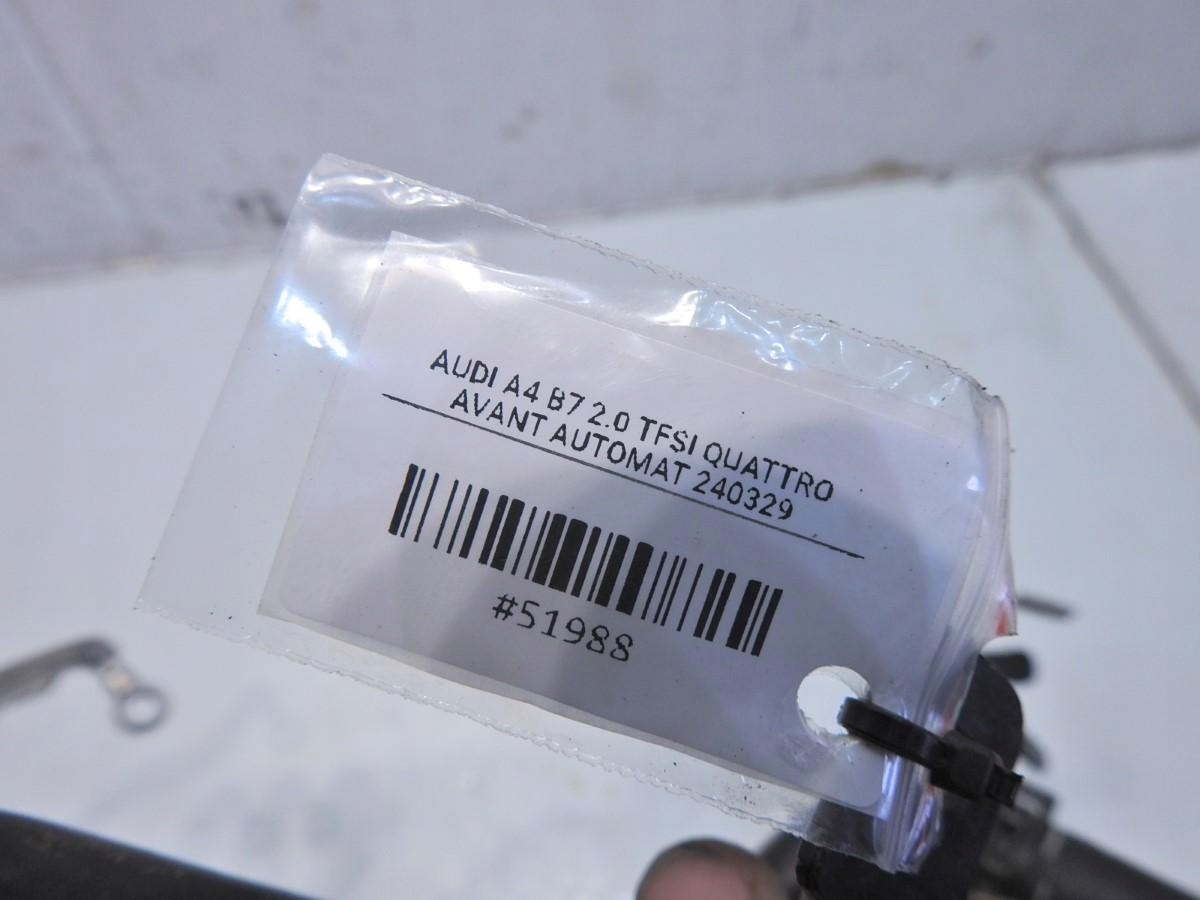 AUDI A4 B7 2.0 TFSI QUATTRO
AVANT AUTOMAT 240329
#51988